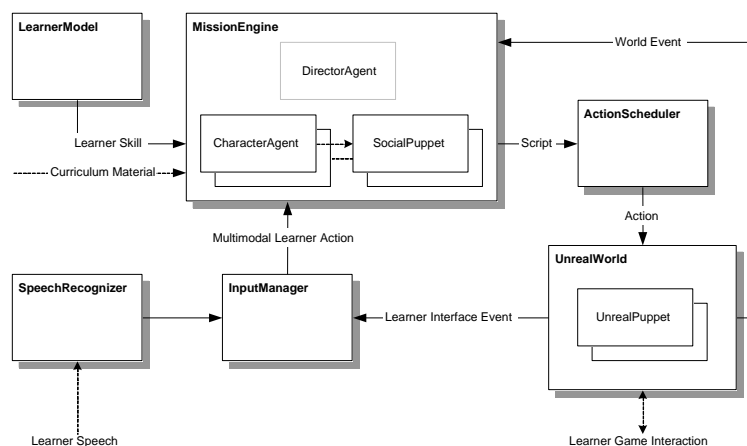 LearnerModel
MissionEngine
World Event
DirectorAgent
ActionScheduler
Learner Skill
CharacterAgent
SocialPuppet
Script
Curriculum Material
Action
Multimodal Learner Action
UnrealWorld
SpeechRecognizer
InputManager
Learner Interface Event
UnrealPuppet
Learner Speech
Learner Game Interaction